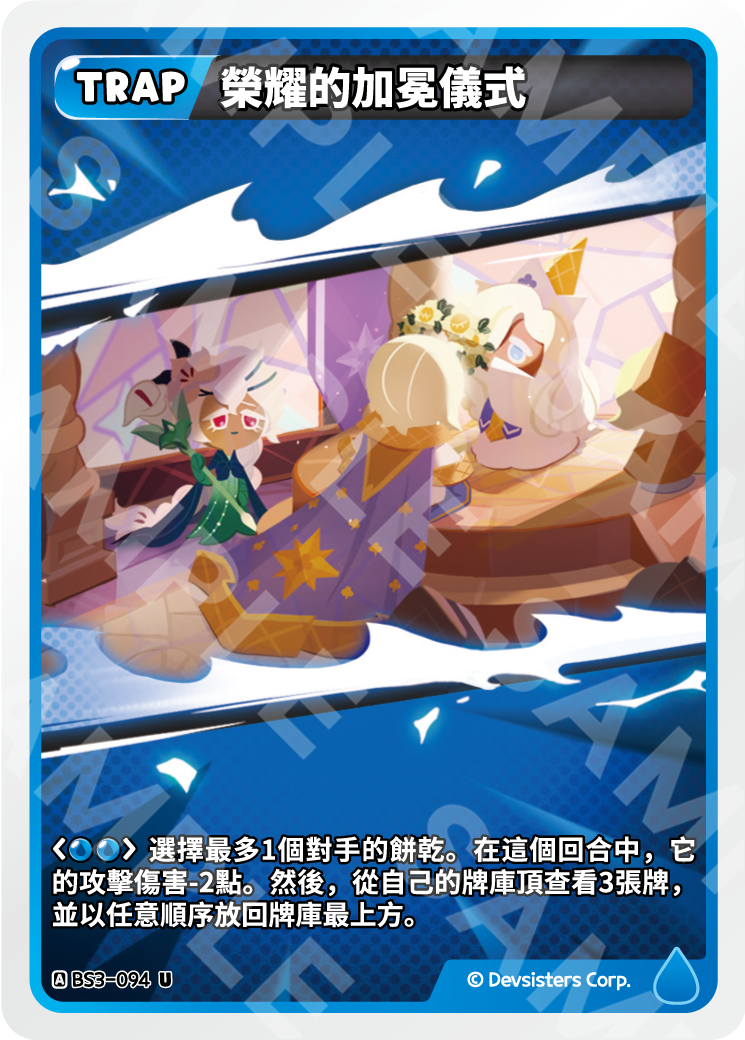 TRAP 榮耀的加冕儀式
< > 選擇最多1個對手的餅乾。在這個回合中，它
的攻擊傷害-2點。然後，從自己的牌庫頂查看3張牌，
並以任意順序放回牌庫最上方。
A BS3-094 U
© Devsisters Corp.
SAMPLE